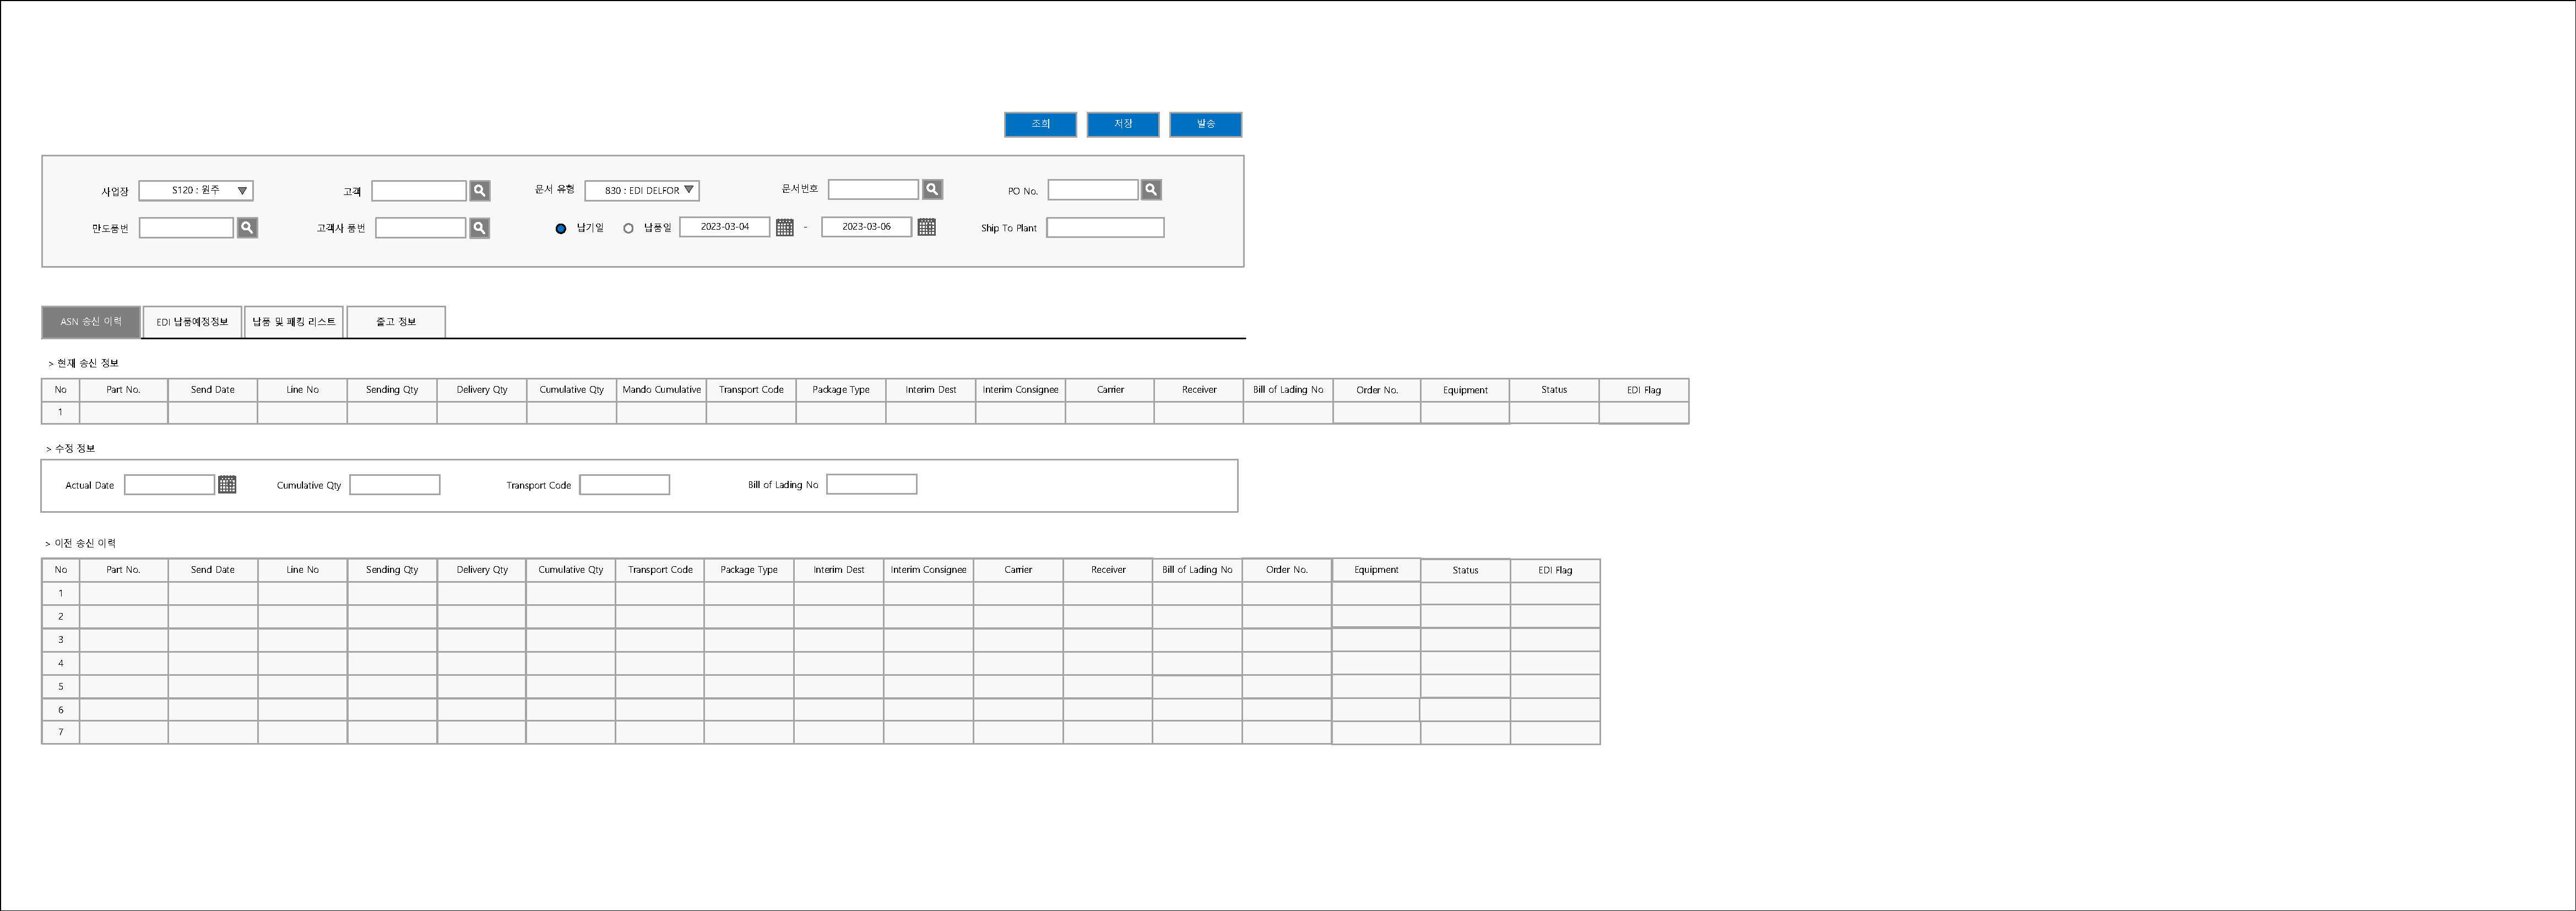 조회 저장 발송
사업장 S120 : 원주 고객 문서 유형 830 : EDI DELFOR 문서번호 PO No.
만도품번 고객사 품번 납기일 납품일 2023-03-04 - 2023-03-06 Ship To Plant
ASN 송신 이력 EDI 납품예정정보 납품 및 패킹 리스트 출고 정보
> 현재 송신 정보
No Part No. Send Date Line No Sending Qty Delivery Qty Cumulative Qty Mando Cumulative Transport Code Package Type Interim Dest Interim Consignee Carrier Receiver Bill of Lading No Order No. Equipment Status EDI Flag
1
> 수정 정보
Actual Date Cumulative Qty Transport Code Bill of Lading No
> 이전 송신 이력
No Part No. Send Date Line No Sending Qty Delivery Qty Cumulative Qty Transport Code Package Type Interim Dest Interim Consignee Carrier Receiver Bill of Lading No Order No. Equipment Status EDI Flag
1
2
3
4
5
6
7